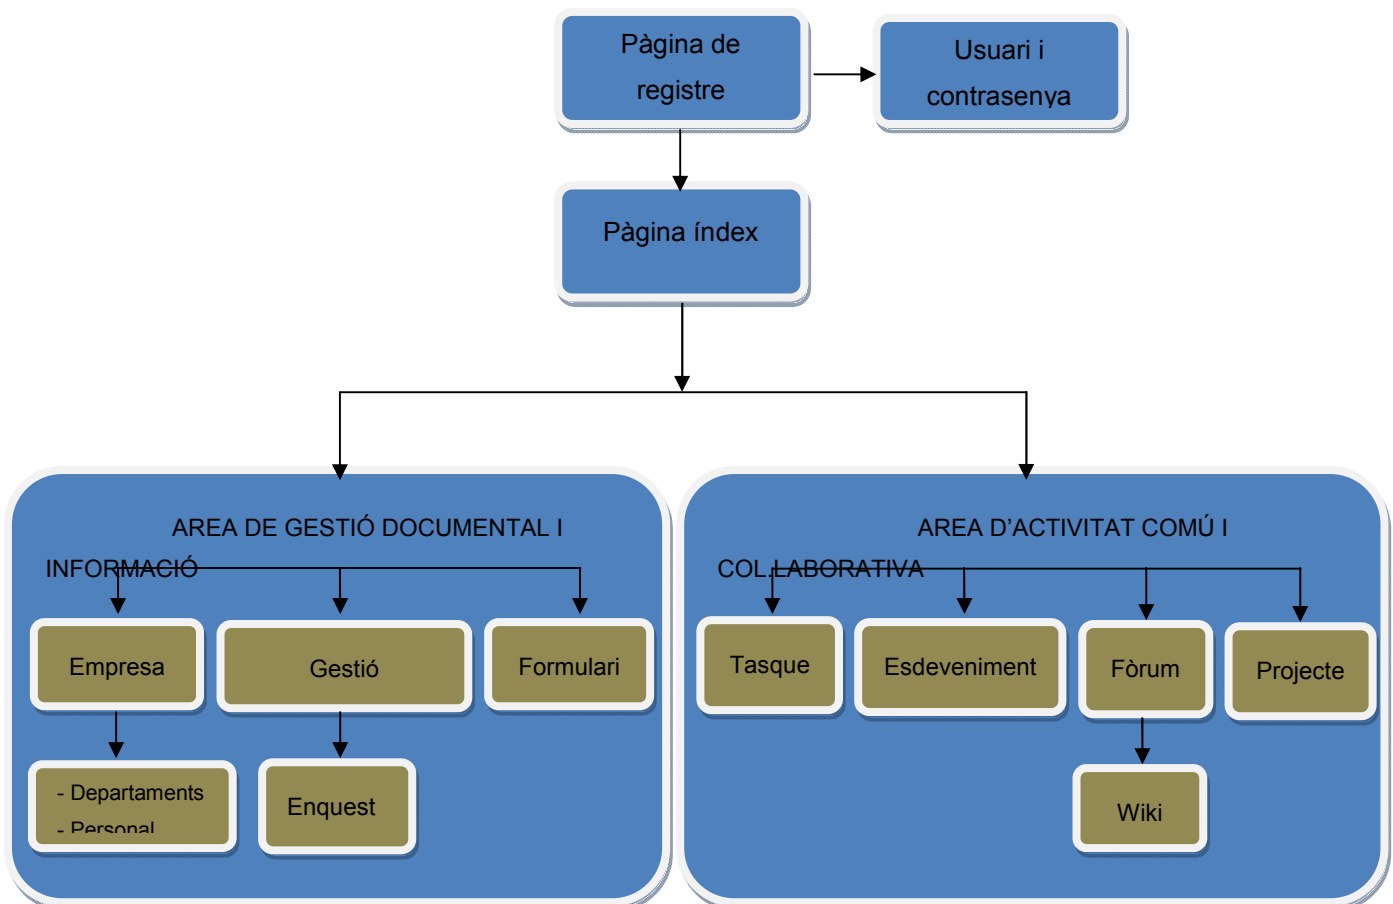 Pàgina de
registre
Usuari i
contrasenya
Pàgina índex
AREA DE GESTIÓ DOCUMENTAL I
INFORMACIÓ
Empresa
Gestió
Formulari
- Departaments
- Personal
Enquest
AREA D'ACTIVITAT COMÚ I
COL.LABORATIVA
Tasque
Esdeveniment
Fòrum
Projecte
Wiki